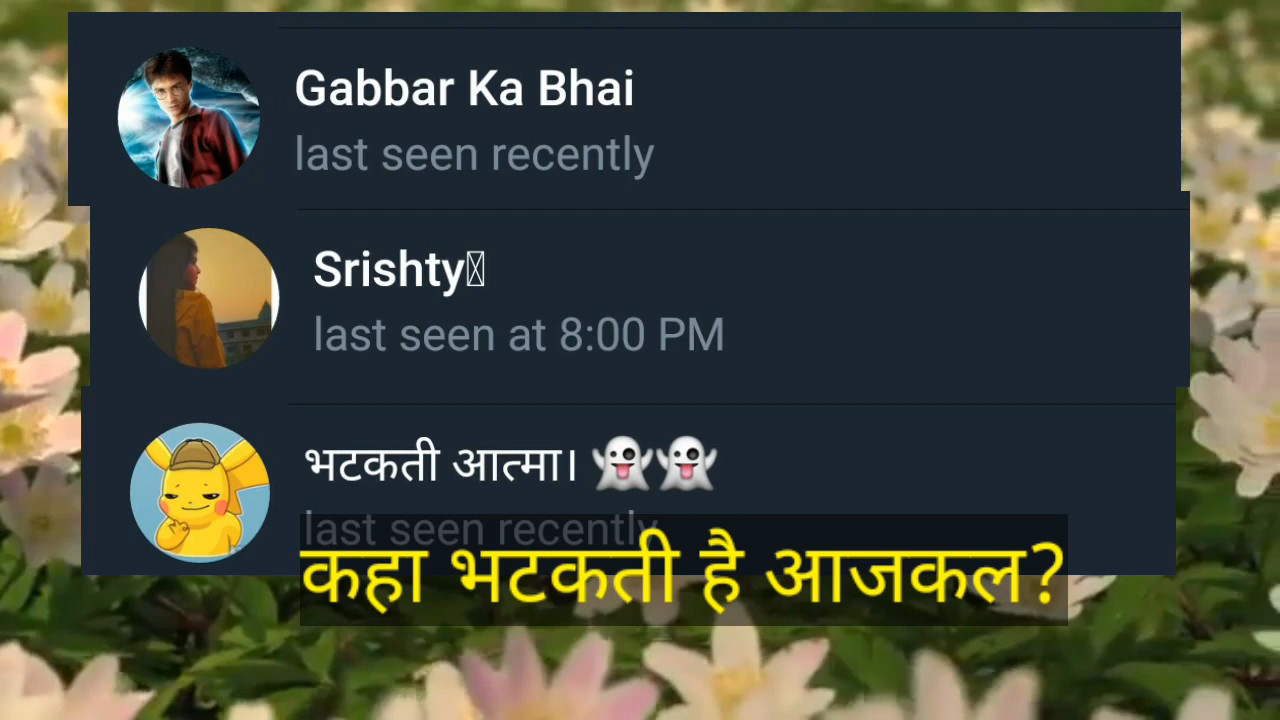 Gabbar Ka Bhai
last seen recently
Srishty
last seen at 8:00 PM
भटकती आत्मा। 👻👻
last seen recently
कहा भटकती है आजकल?